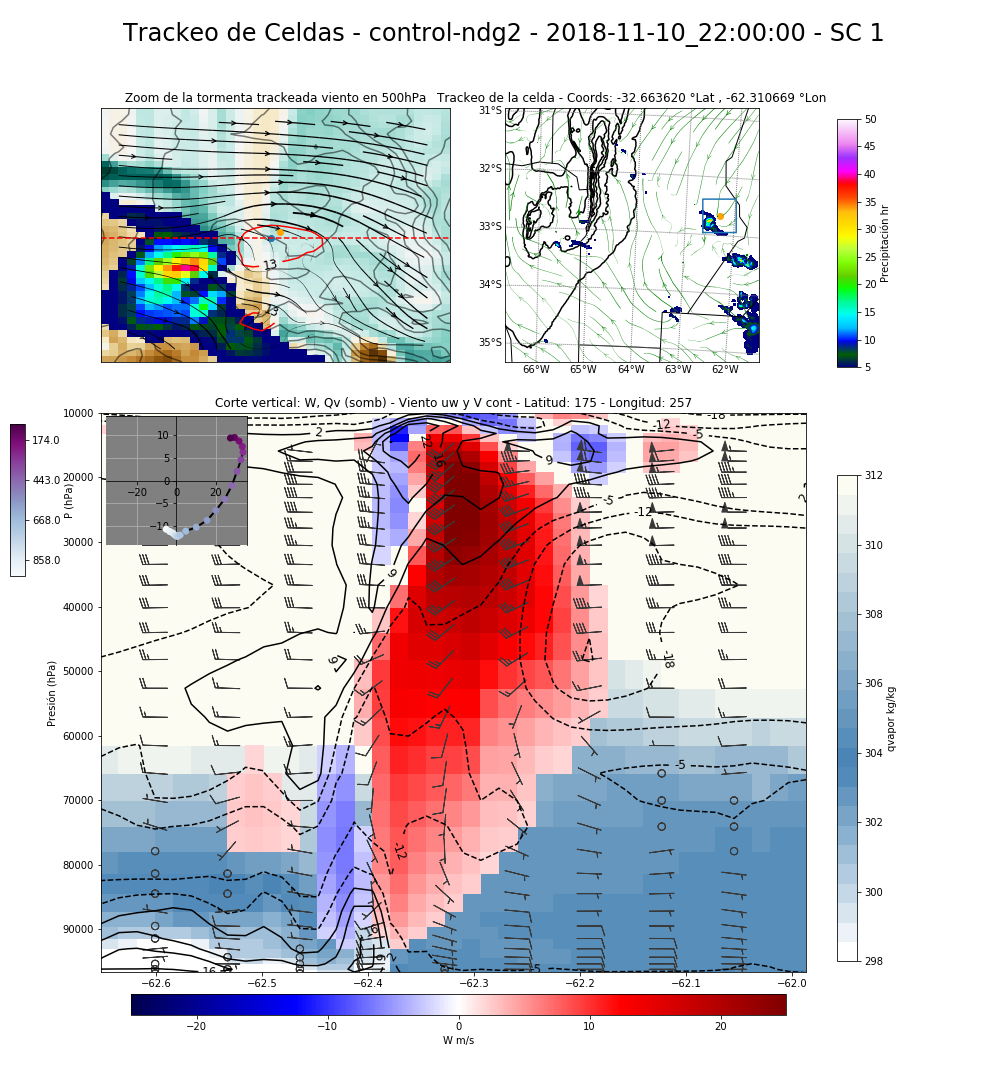 Trackeo de Celdas - control-ndg2 - 2018-11-10_22:00:00 - SC 1
Zoom de la tormenta trackeada viento en 500hPa
Trackeo de la celda - Coords: -32.663620 °Lat , -62.310669 °Lon
13
31°S
32°S
33°S
34°S
35°S
66°W 65°W 64°W 63°W 62°W
50
45
40
35
30
25
20
15
10
5
Precipitación hr
Corte vertical: W, Qv (somb) - Viento uw y V cont - Latitud: 175 - Longitud: 257
174.0
443.0
668.0
858.0
P (hPa)
10
5
0
−5
−10
−20 0 20
10000
20000
30000
40000
50000
60000
70000
80000
90000
Presión (hPa)
2
22
16
9
-18
-12
-5
-5
-12
9
9
-18
-5
-12
16
-5
−62.6 −62.5 −62.4 −62.3 −62.2 −62.1 −62.0
312
310
308
306
304
302
300
298
qvapor kg/kg
−20 −10 0 10 20
W m/s